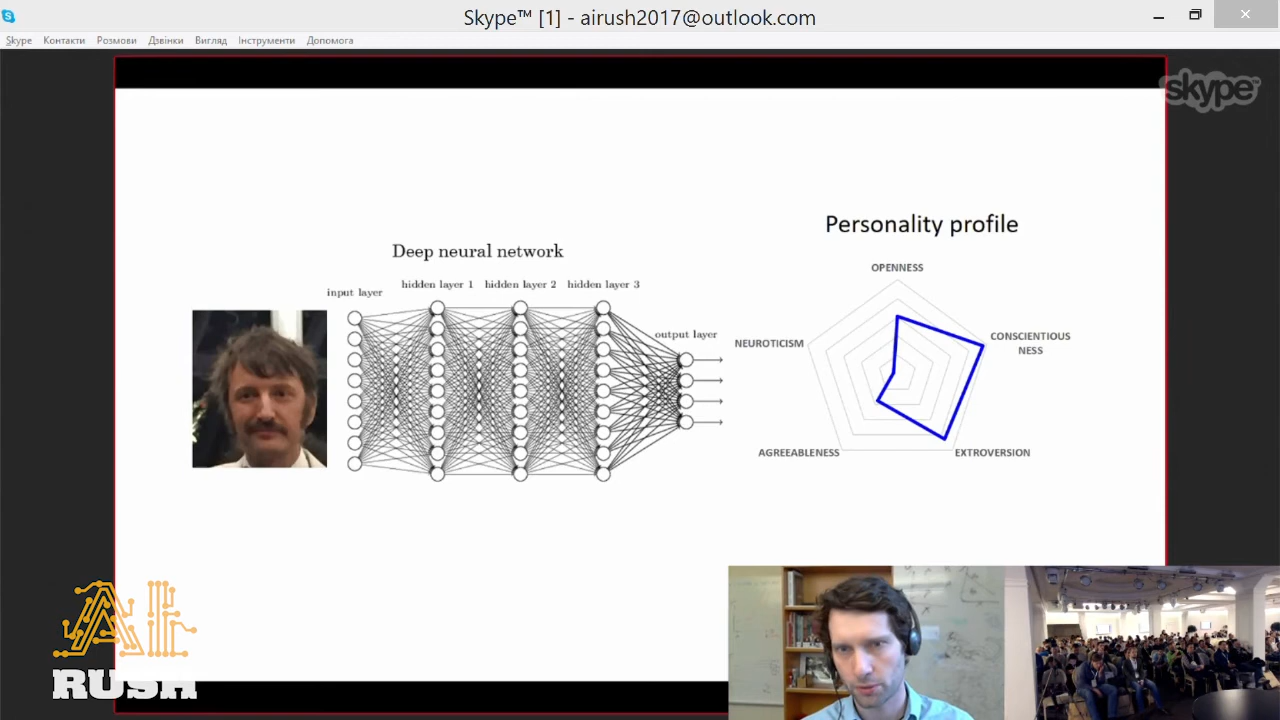 Skype™ [1] - airush2017@outlook.com
Skype Контакти Розмови Дзвінки Вигляд Інструменти Допомога
skype™
Personality profile
Deep neural network
OPENNESS
hidden layer 1 hidden layer 2 hidden layer 3
input layer
output layer
NEUROTICISM
CONSCIENTIOUS
NESS
AGREEABLENESS
EXTROVERSION
AI
RUSH